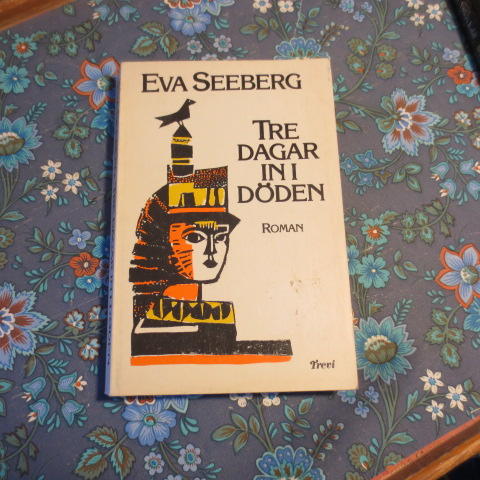 EVA SEEBERG
TRE
DAGAR
IN I
DÖDEN
ROMAN
Trevi